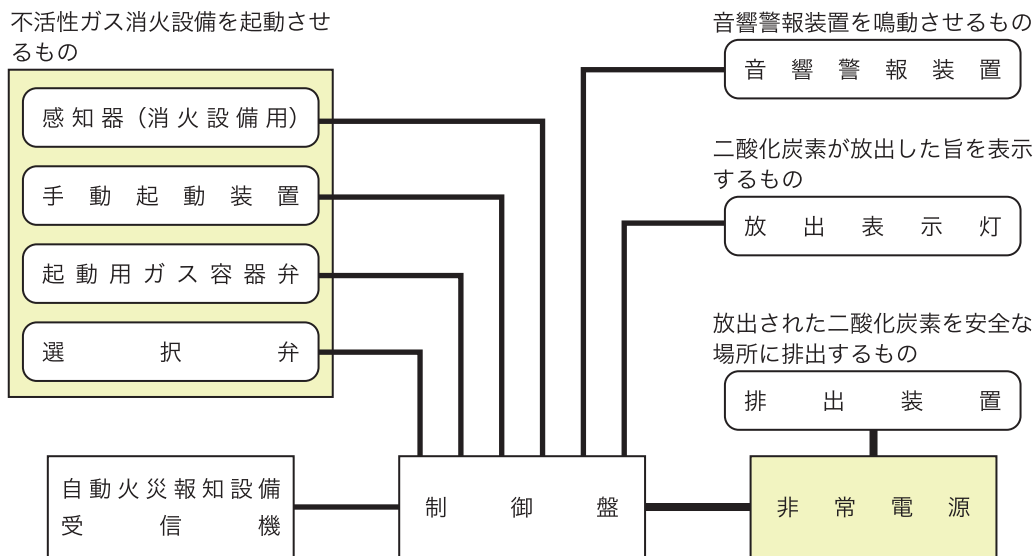 不活性ガス消火設備を起動させ
るもの
感知器（消火設備用）
手動起動装置
起動用ガス容器弁
選択弁
自動火災報知設備
受信機
制御盤
音響警報装置を鳴動させるもの
音響警報装置
二酸化炭素が放出した旨を表示
するもの
放出表示灯
放出された二酸化炭素を安全な
場所に排出するもの
排出装置
非常電源